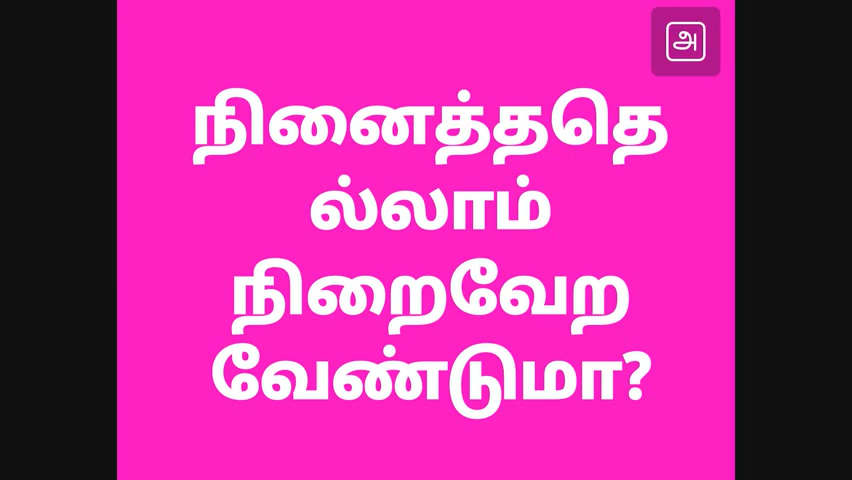 அ
நினைத்ததெ
ல்லாம்
நிறைவேற
வேண்டுமா?